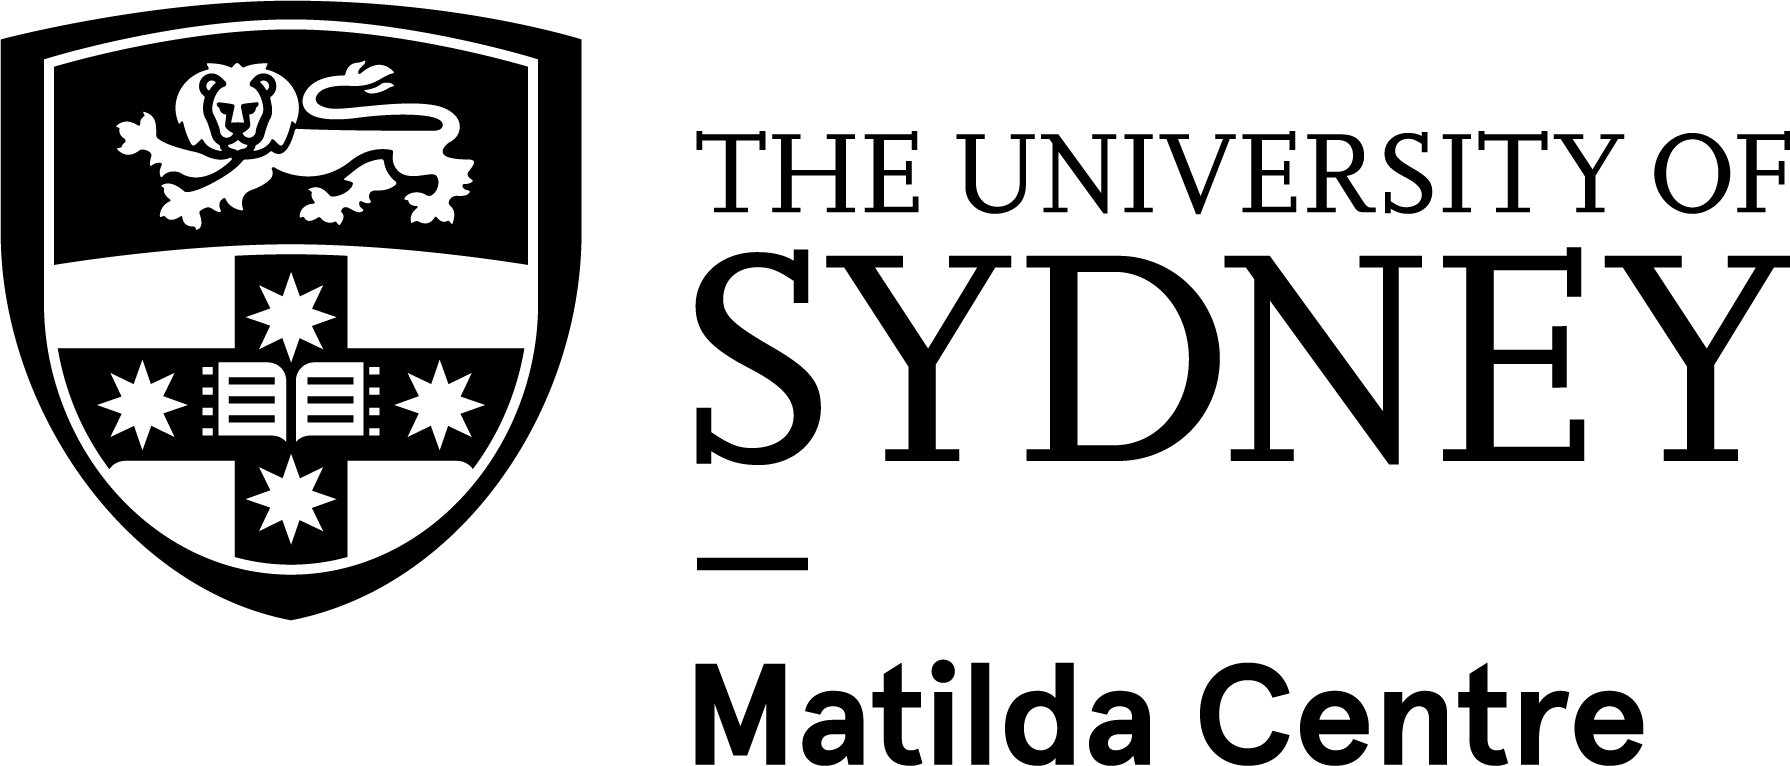 THE UNIVERSITY OF
SYDNEY
Matilda Centre